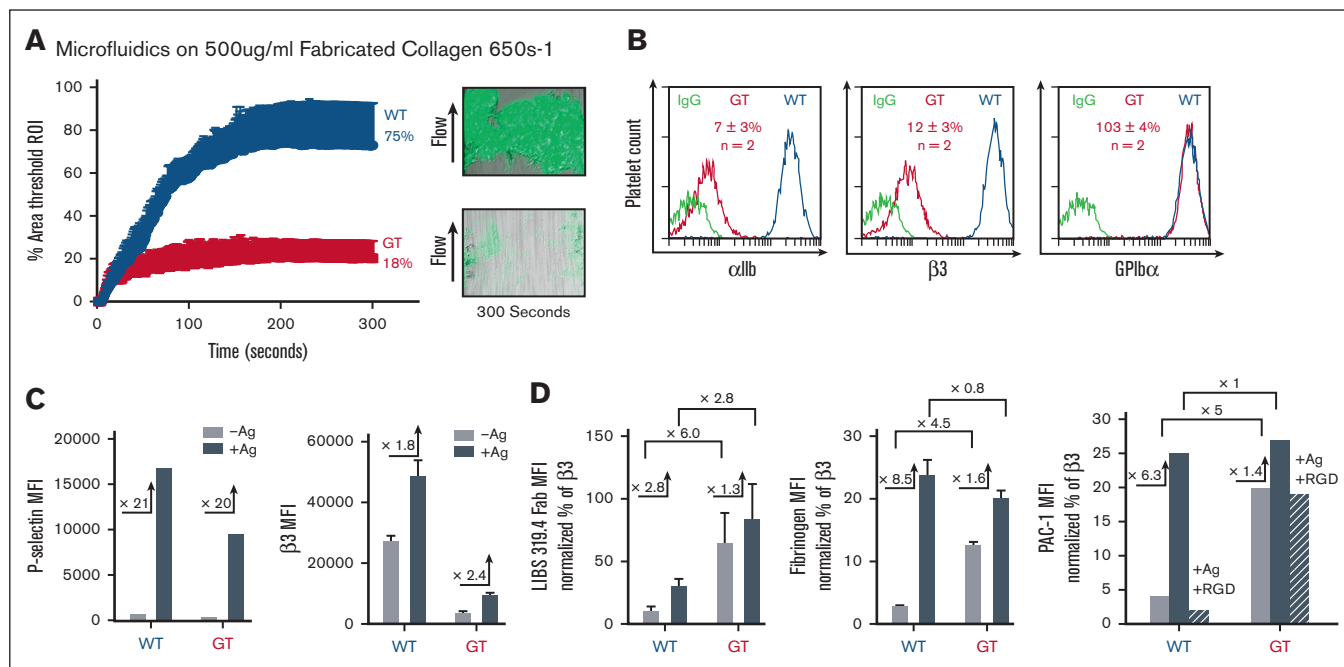 A Microfluidics on 500ug/ml Fabricated Collagen 650s-1
% Area threshold ROI
100
80
60
40
20
0
0 100 200 300
Time (seconds)
WT
75%
GT
18%
Flow
Flow
300 Seconds
B
Platelet count
IgG GT WT
7 ± 3%
n = 2
αIIb
IgG GT WT
12 ± 3%
n = 2
β3
IgG GT WT
103 ± 4%
n = 2
GPIbα
C
P-selectin MFI
20000
15000
10000
5000
0
–Ag
+Ag
× 21
× 20
WT GT
β3 MFI
60000
40000
20000
0
–Ag
+Ag
× 1.8
× 2.4
WT GT
D
LIBS 319.4 Fab MFI
normalized % of β3
150
100
50
0
× 2.8
× 6.0
× 2.8
× 1.3
WT GT
Fibrinogen MFI
normalized % of β3
30
20
10
0
× 0.8
× 4.5
× 8.5
× 1.6
WT GT
PAC-1 MFI
normalized % of β3
30
25
20
15
10
5
0
× 1
× 5
× 6.3
× 1.4
+Ag
+RGD
+Ag
+RGD
WT GT